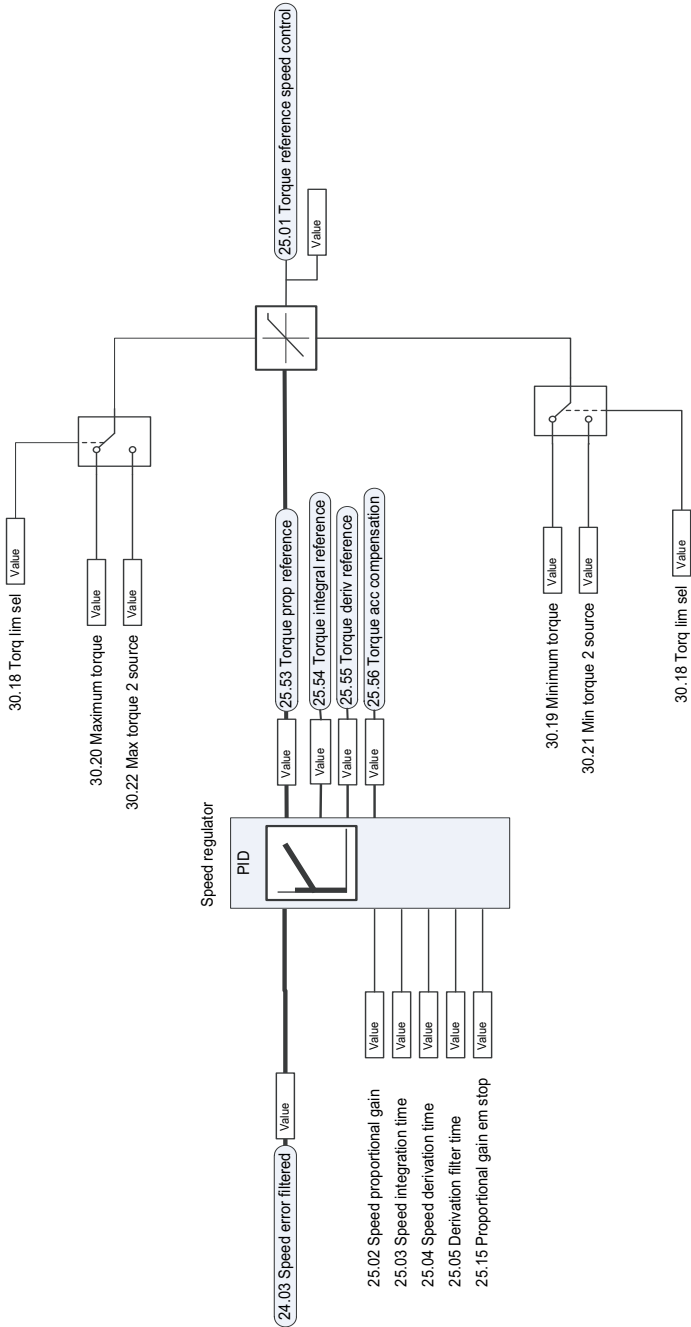 24.03 Speed error filtered
Value
25.02 Speed proportional gain
Value
25.03 Speed integration time
Value
25.04 Speed derivation time
Value
25.05 Derivation filter time
Value
25.15 Proportional gain em stop
Value
Speed regulator
PID
Value
25.53 Torque prop reference
Value
25.54 Torque integral reference
Value
25.55 Torque deriv reference
Value
25.56 Torque acc compensation
30.18 Torq lim sel
Value
30.20 Maximum torque
Value
30.22 Max torque 2 source
Value
30.19 Minimum torque
Value
30.21 Min torque 2 source
Value
30.18 Torq lim sel
Value
25.01 Torque reference speed control
Value